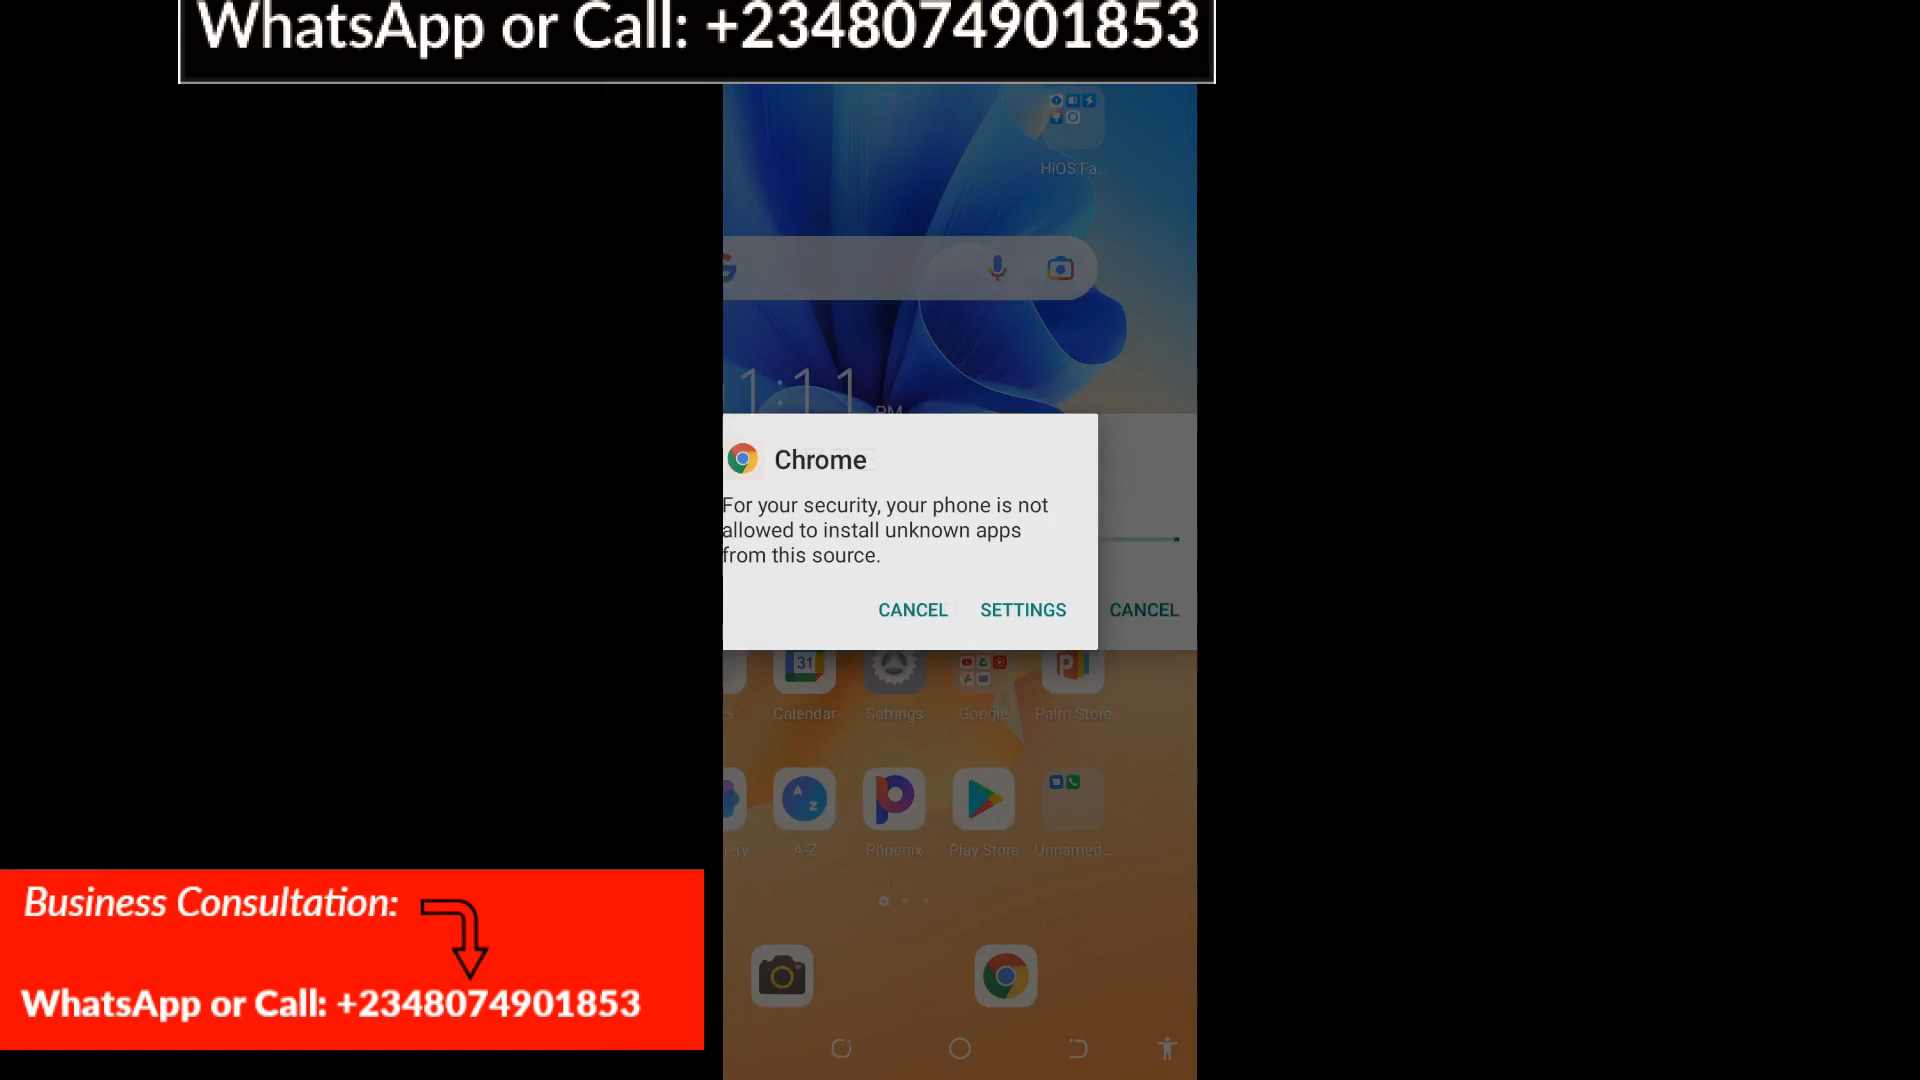 WhatsApp or Call: +2348074901853
HiOS Fa...
1:11
PM
Chrome
For your security, your phone is not
allowed to install unknown apps
from this source.
CANCEL SETTINGS CANCEL
31
Calendar Settings Google Palm Store
A Z
A-Z Phoenix Play Store Unnamed...
Business Consultation:
WhatsApp or Call: +2348074901853